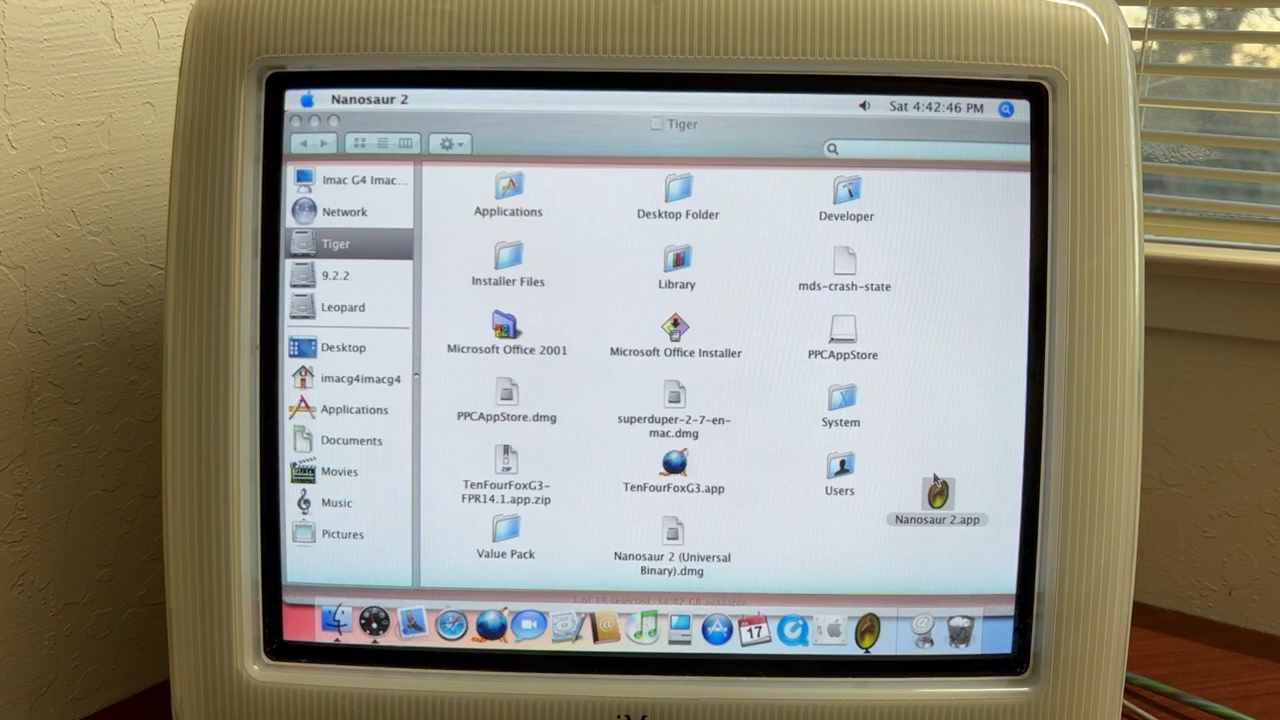 Nanosaur 2
Sat 4:42:46 PM
Tiger
Imac G4 Imac...
Network
Tiger
9.2.2
Leopard
Desktop
imacg4imacg4
Applications
Documents
Movies
Music
Pictures
Applications
Desktop Folder
Developer
Installer Files
Library
mds-crash-state
Microsoft Office 2001
Microsoft Office Installer
PPCAppStore
PPCAppStore.dmg
superduper-2-7-en-
mac.dmg
System
ZIP
TenFourFoxG3-
FPR14.1.app.zip
TenFourFoxG3.app
Users
Nanosaur 2.app
Value Pack
Nanosaur 2 (Universal
Binary).dmg
17